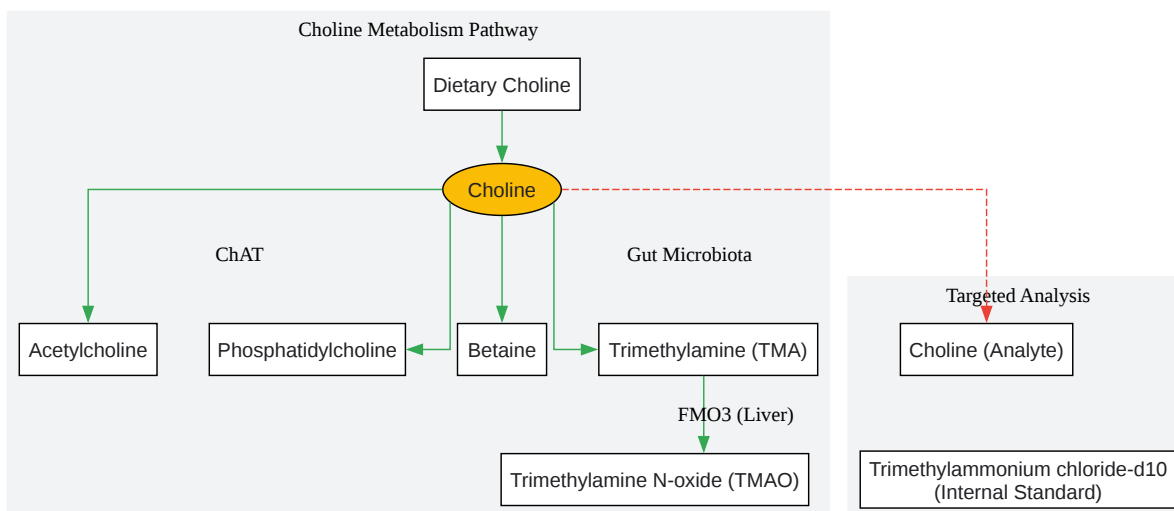 Choline Metabolism Pathway
Dietary Choline
Choline
ChAT
Gut Microbiota
Targeted Analysis
Acetylcholine
Phosphatidylcholine
Betaine
Trimethylamine (TMA)
Choline (Analyte)
FMO3 (Liver)
Trimethylamine N-oxide (TMAO)
Trimethylammonium chloride-d10
(Internal Standard)